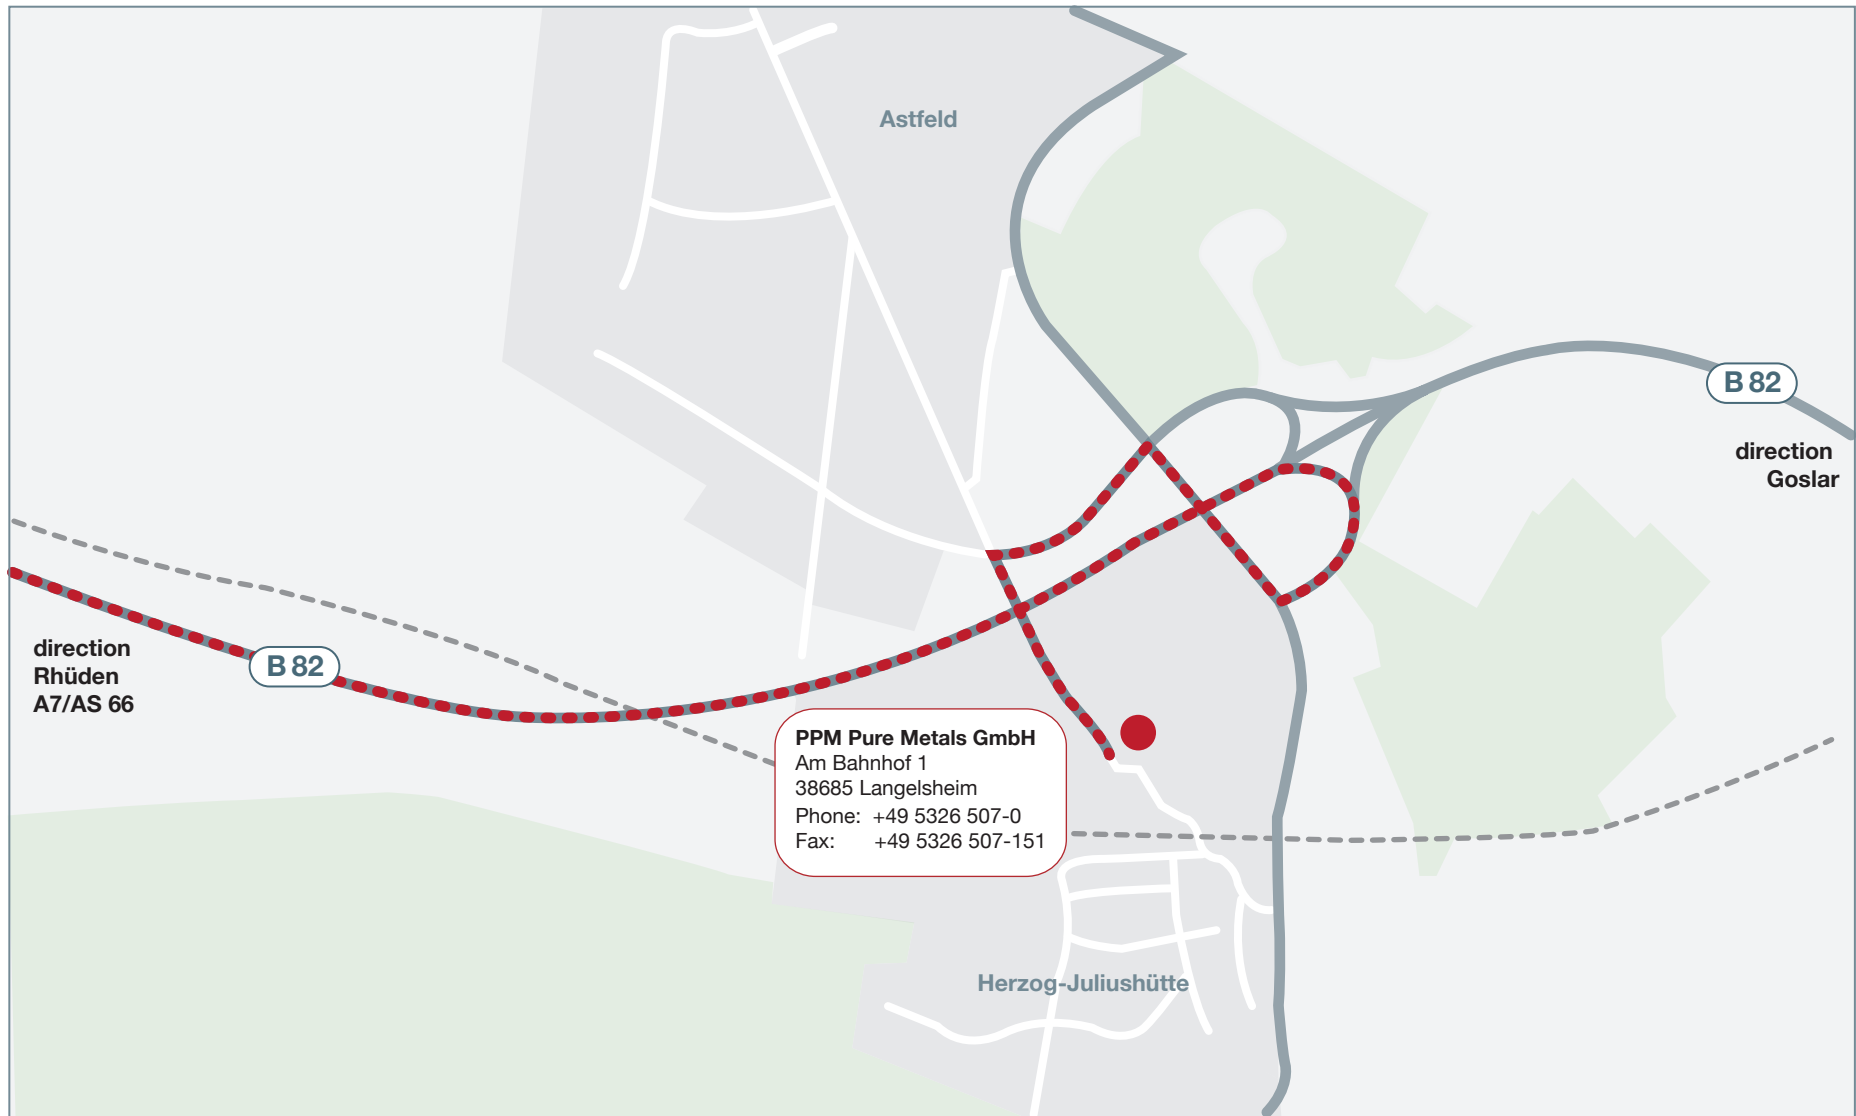 Astfeld
B 82
direction
Goslar
direction
Rhüden
A7/AS 66
B 82
PPM Pure Metals GmbH
Am Bahnhof 1
38685 Langelsheim
Phone: +49 5326 507-0
Fax: +49 5326 507-151
Herzog-Juliushütte